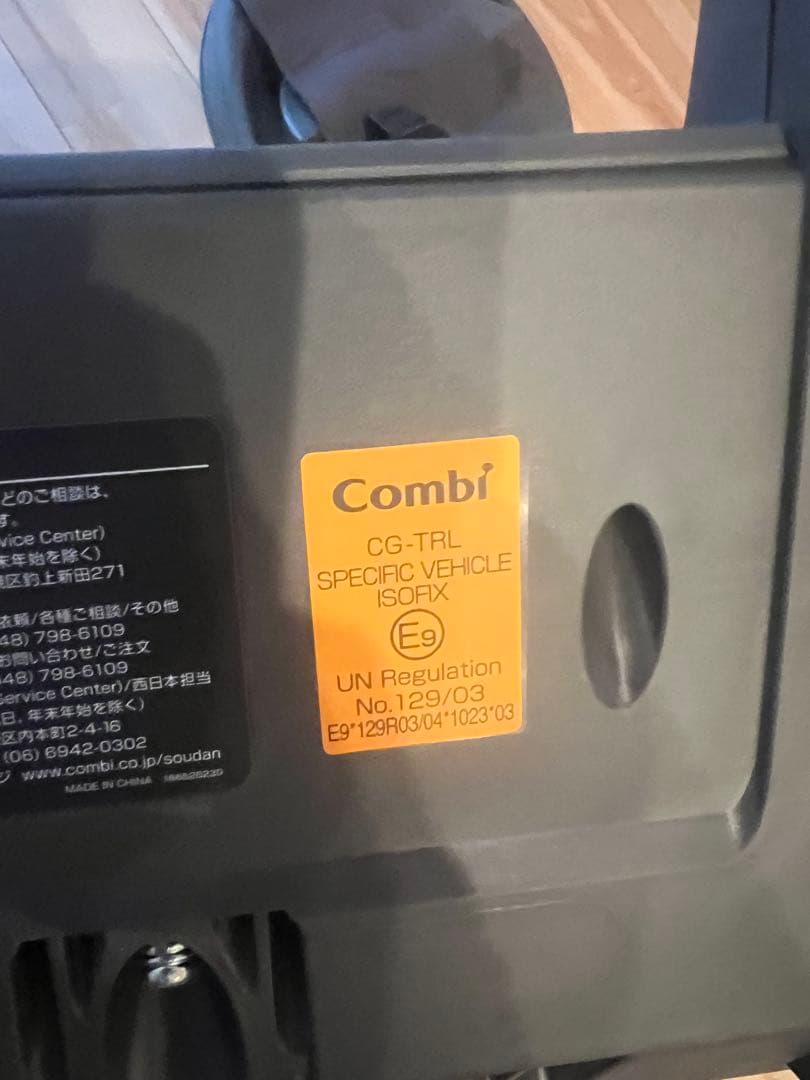 どのご相談は、
す。
vice Center)
末年始を除く)
区釣上新田271
依頼/各種ご相談/その他
48) 798-6109
お問い合わせ/ご注文
048) 798-6109
Service Center)/西日本担当
日、年末年始を除く)
区内本町2-4-16
(06) 6942-0302
ジ www.combi.co.jp/soudan
MADE IN CHINA
Combi
CG-TRL
SPECIFIC VEHICLE
ISOFIX
E9
UN Regulation
No.129/03
E9*129R03/04*1023*03